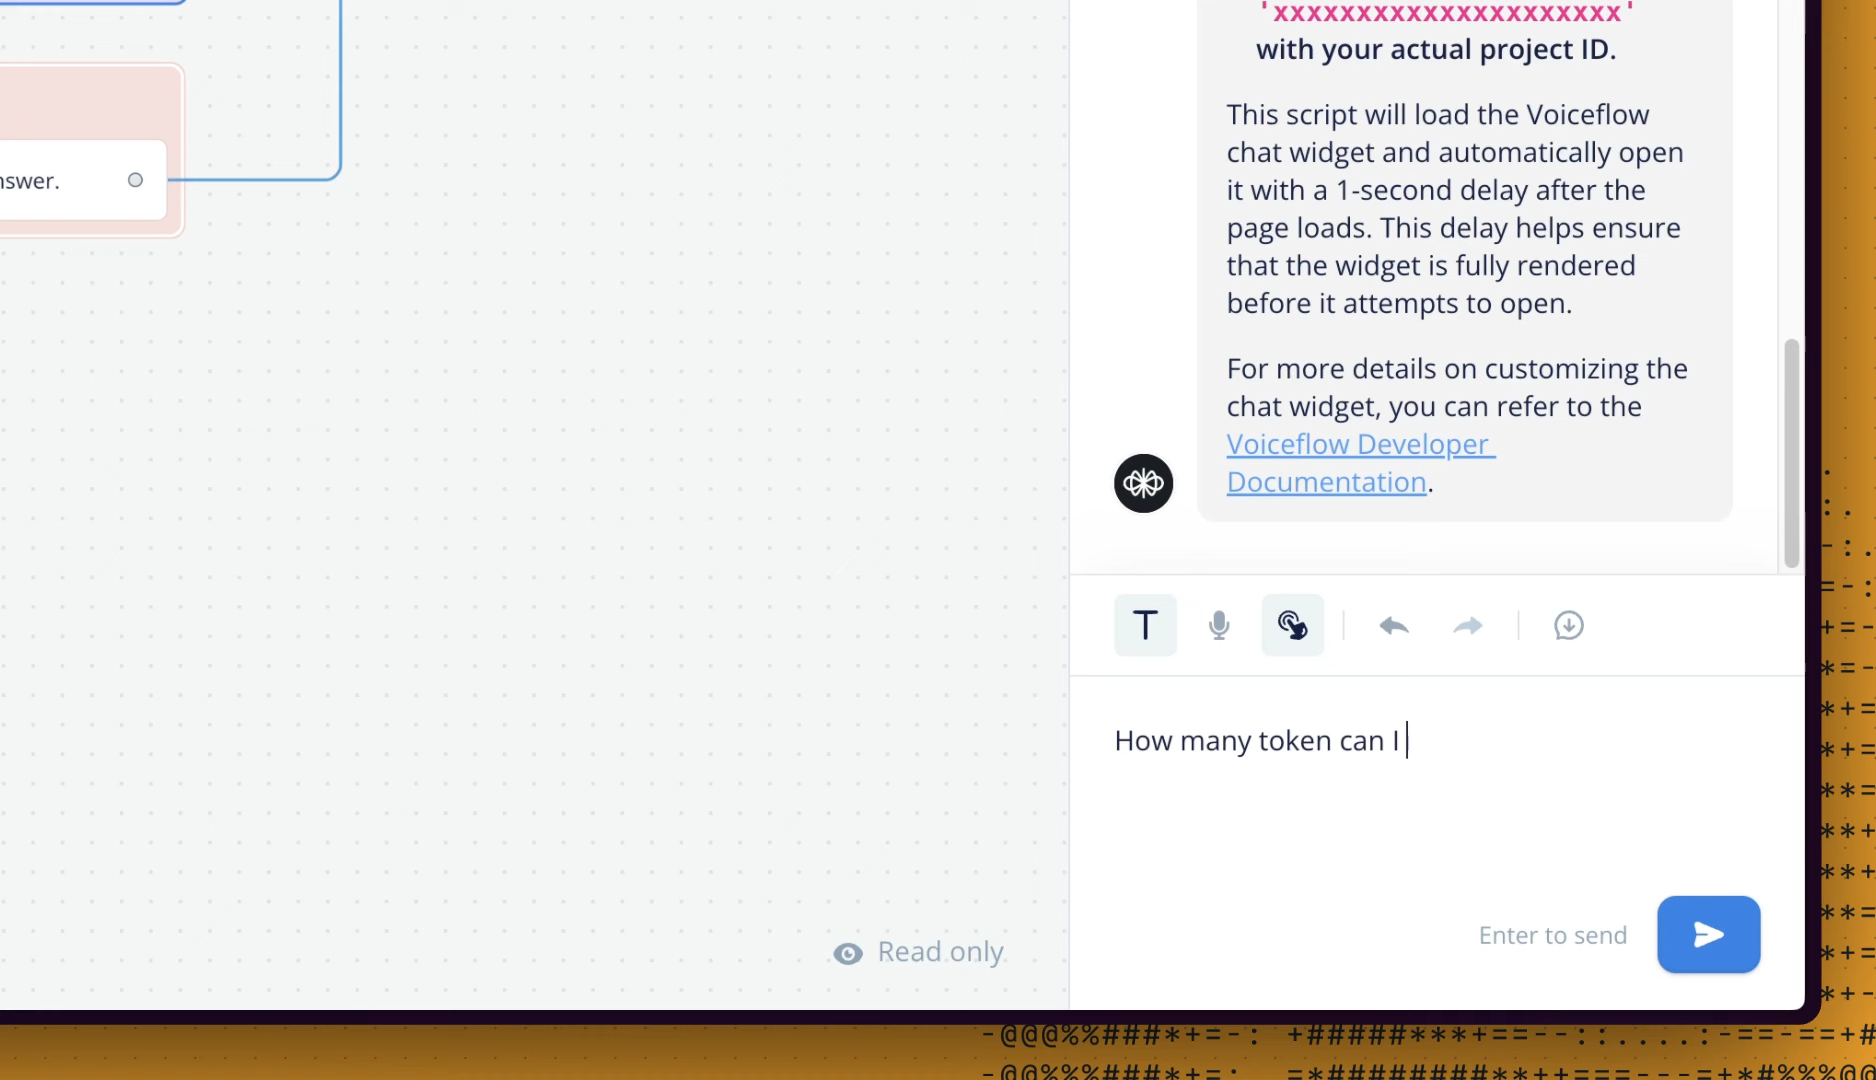 'xxxxxxxxxxxxxxxxxxxxx'
with your actual project ID.
This script will load the Voiceflow
chat widget and automatically open
it with a 1-second delay after the
page loads. This delay helps ensure
that the widget is fully rendered
before it attempts to open.
For more details on customizing the
chat widget, you can refer to the
Voiceflow Developer
Documentation.
nswer.
T
How many token can I
Enter to send
Read only